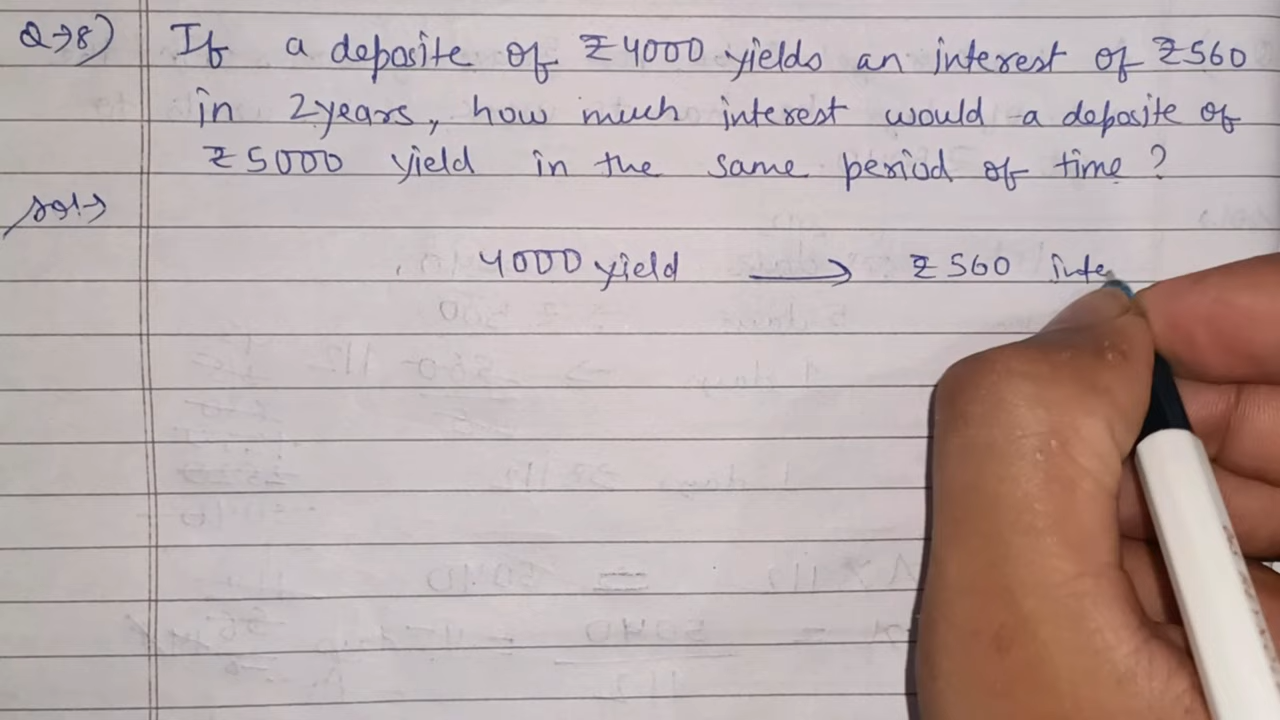 Q→8) If a deposite of ₹4000 yields an interest of ₹560
in 2years, how much interest would a deposite of
₹5000 yield in the same period of time?
sol→
4000 yield → ₹560 inte